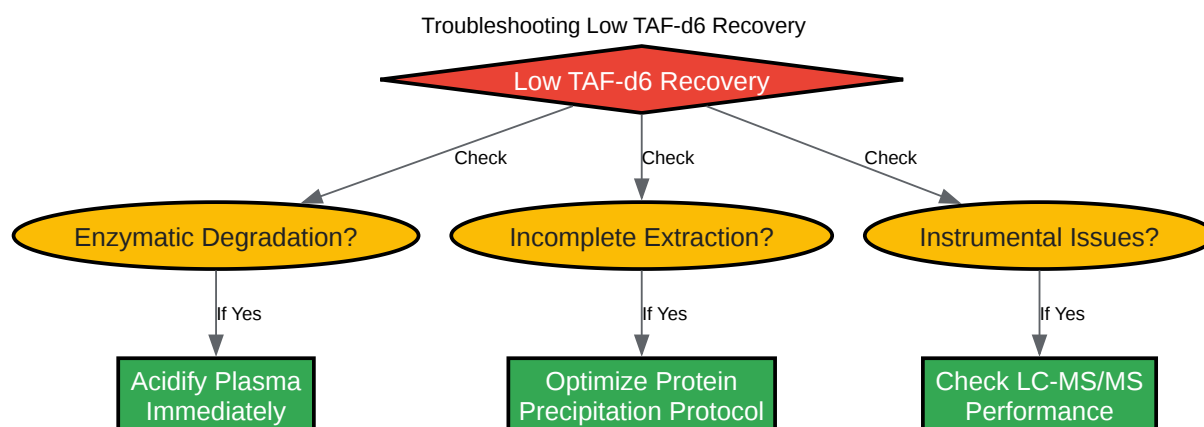 Troubleshooting Low TAF-d6 Recovery
Low TAF-d6 Recovery
Check
Check
Check
Enzymatic Degradation?
Incomplete Extraction?
Instrumental Issues?
If Yes
If Yes
If Yes
Acidify Plasma
Immediately
Optimize Protein
Precipitation Protocol
Check LC-MS/MS
Performance